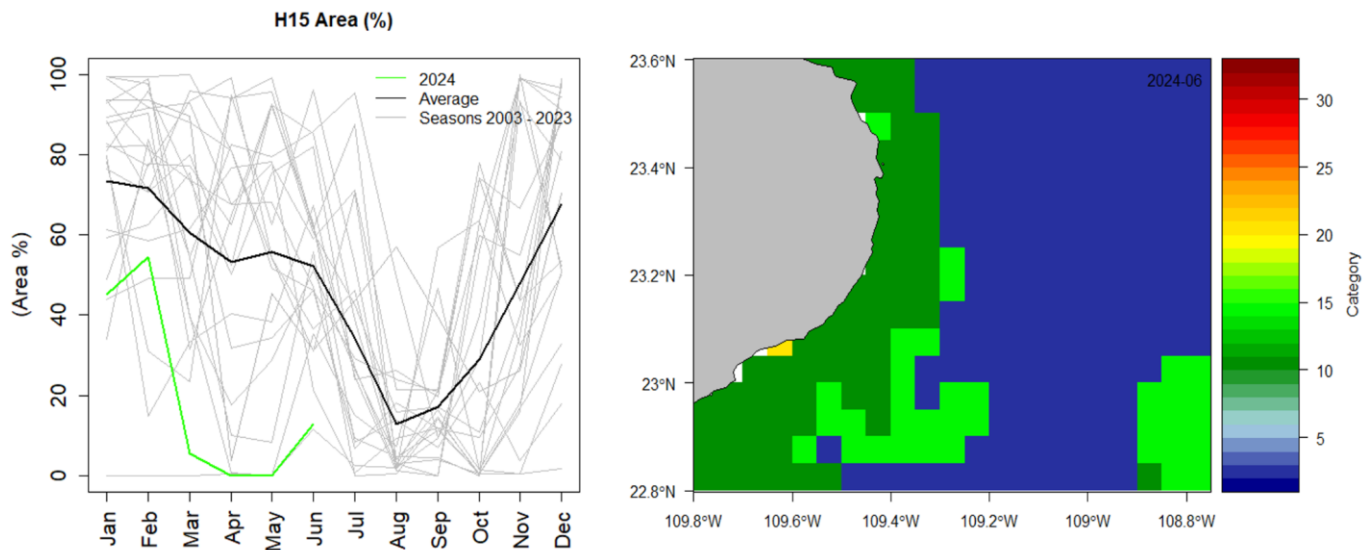 H15 Area (%)
(Area %)
100
80
60
40
20
0
2024
Average
Seasons 2003 - 2023
Jan
Feb
Mar
Apr
May
Jun
Jul
Aug
Sep
Oct
Nov
Dec
23.6°N
23.4°N
23.2°N
23°N
22.8°N
2024-06
109.8°W
109.6°W
109.4°W
109.2°W
109°W
108.8°W
30
25
20
15
10
5
Category